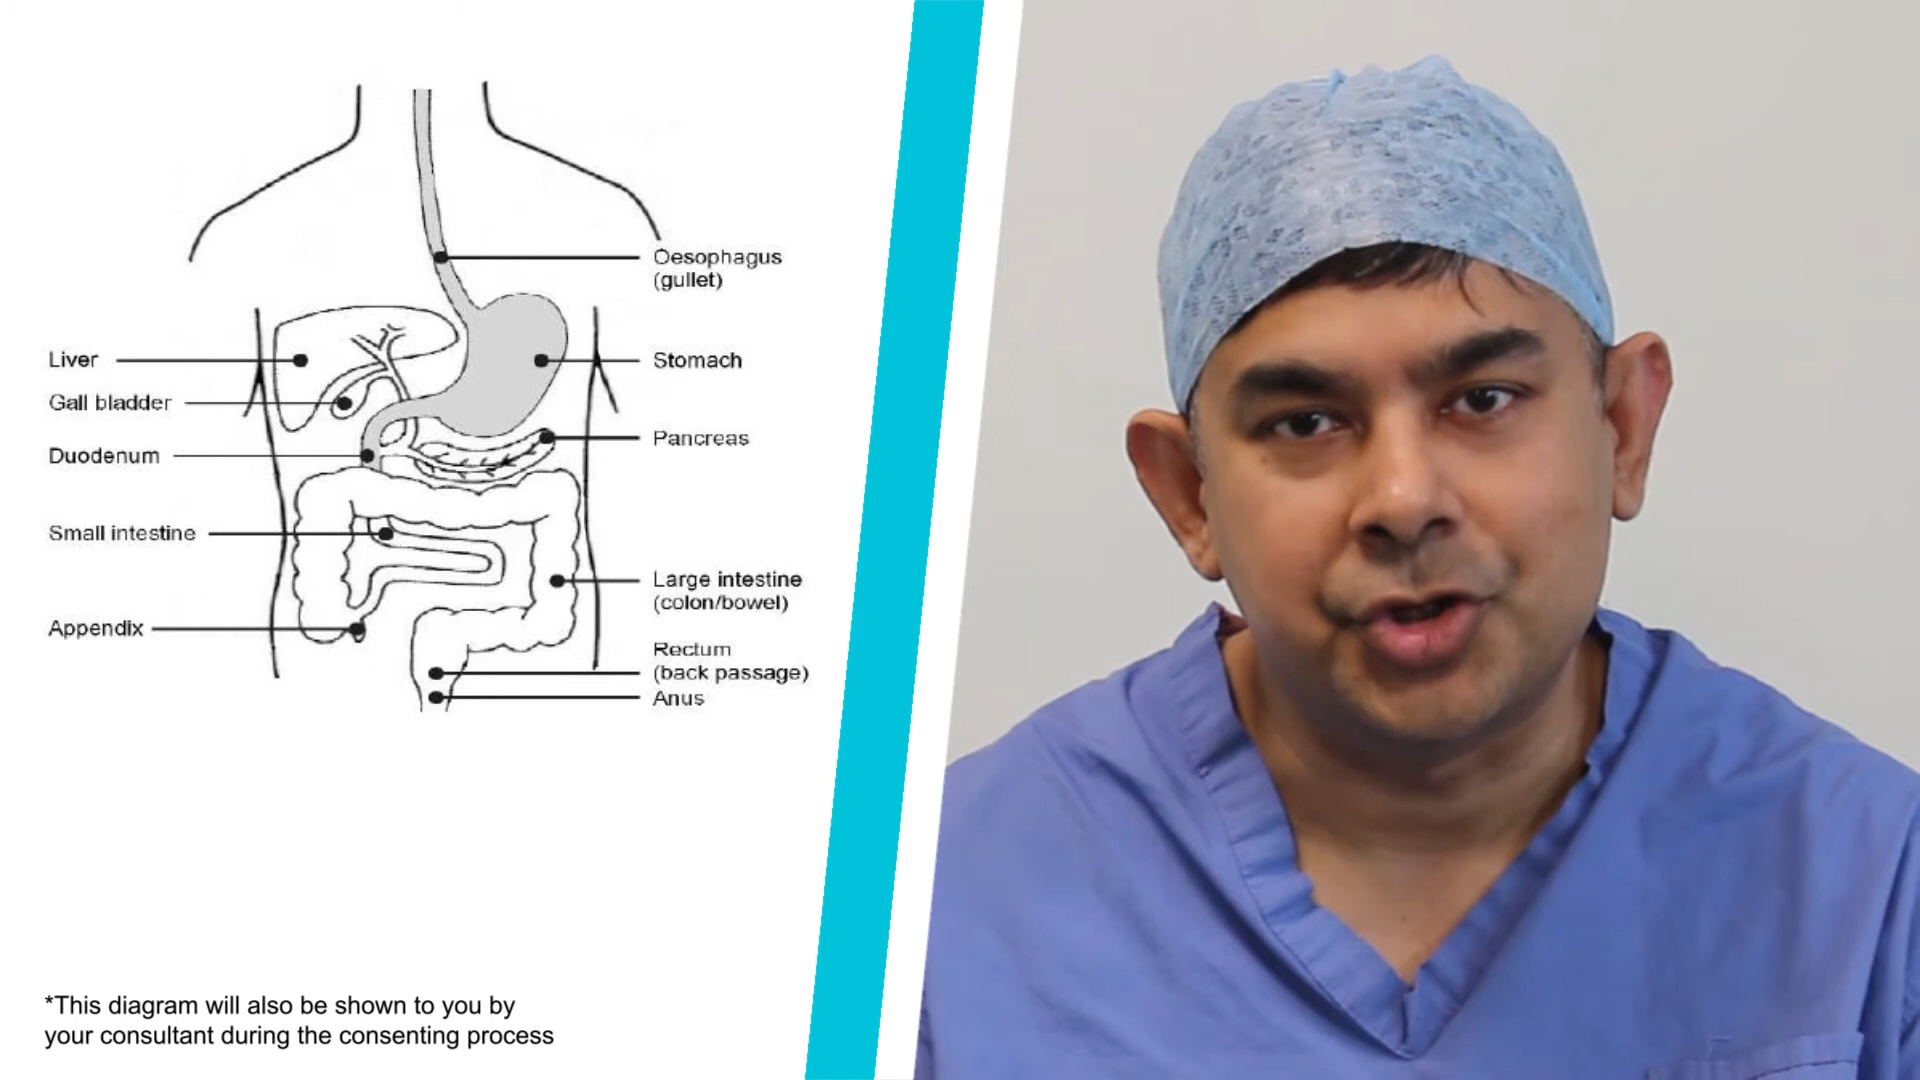 Oesophagus
(gullet)
Liver
Stomach
Gall bladder
Pancreas
Duodenum
Small intestine
Large intestine
(colon/bowel)
Appendix
Rectum
(back passage)
Anus
*This diagram will also be shown to you by
your consultant during the consenting process